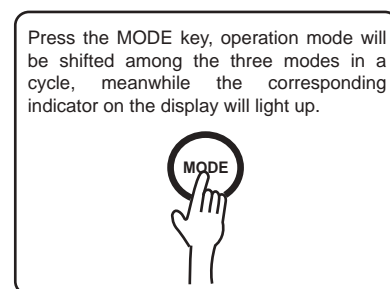 Press the MODE key, operation mode will
be shifted among the three modes in a
cycle, meanwhile the corresponding
indicator on the display will light up.
MODE